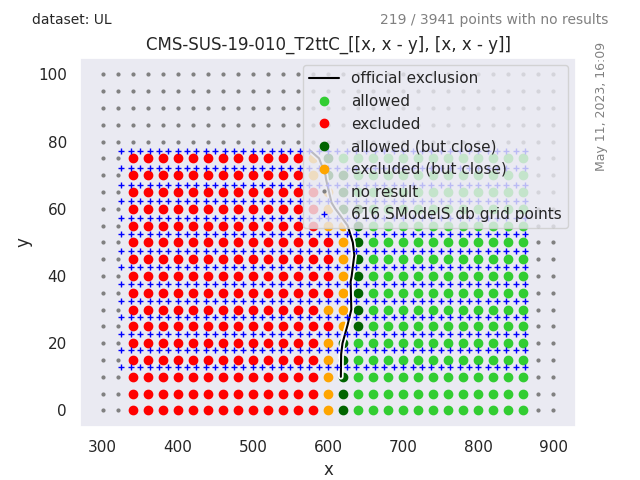 dataset: UL
219 / 3941 points with no results
CMS-SUS-19-010_T2ttC_[[x, x - y], [x, x - y]]
May 11, 2023, 16:09
official exclusion
allowed
excluded
allowed (but close)
excluded (but close)
no result
616 SModelS db grid points
y
100
80
60
40
20
0
300 400 500 600 700 800 900
x